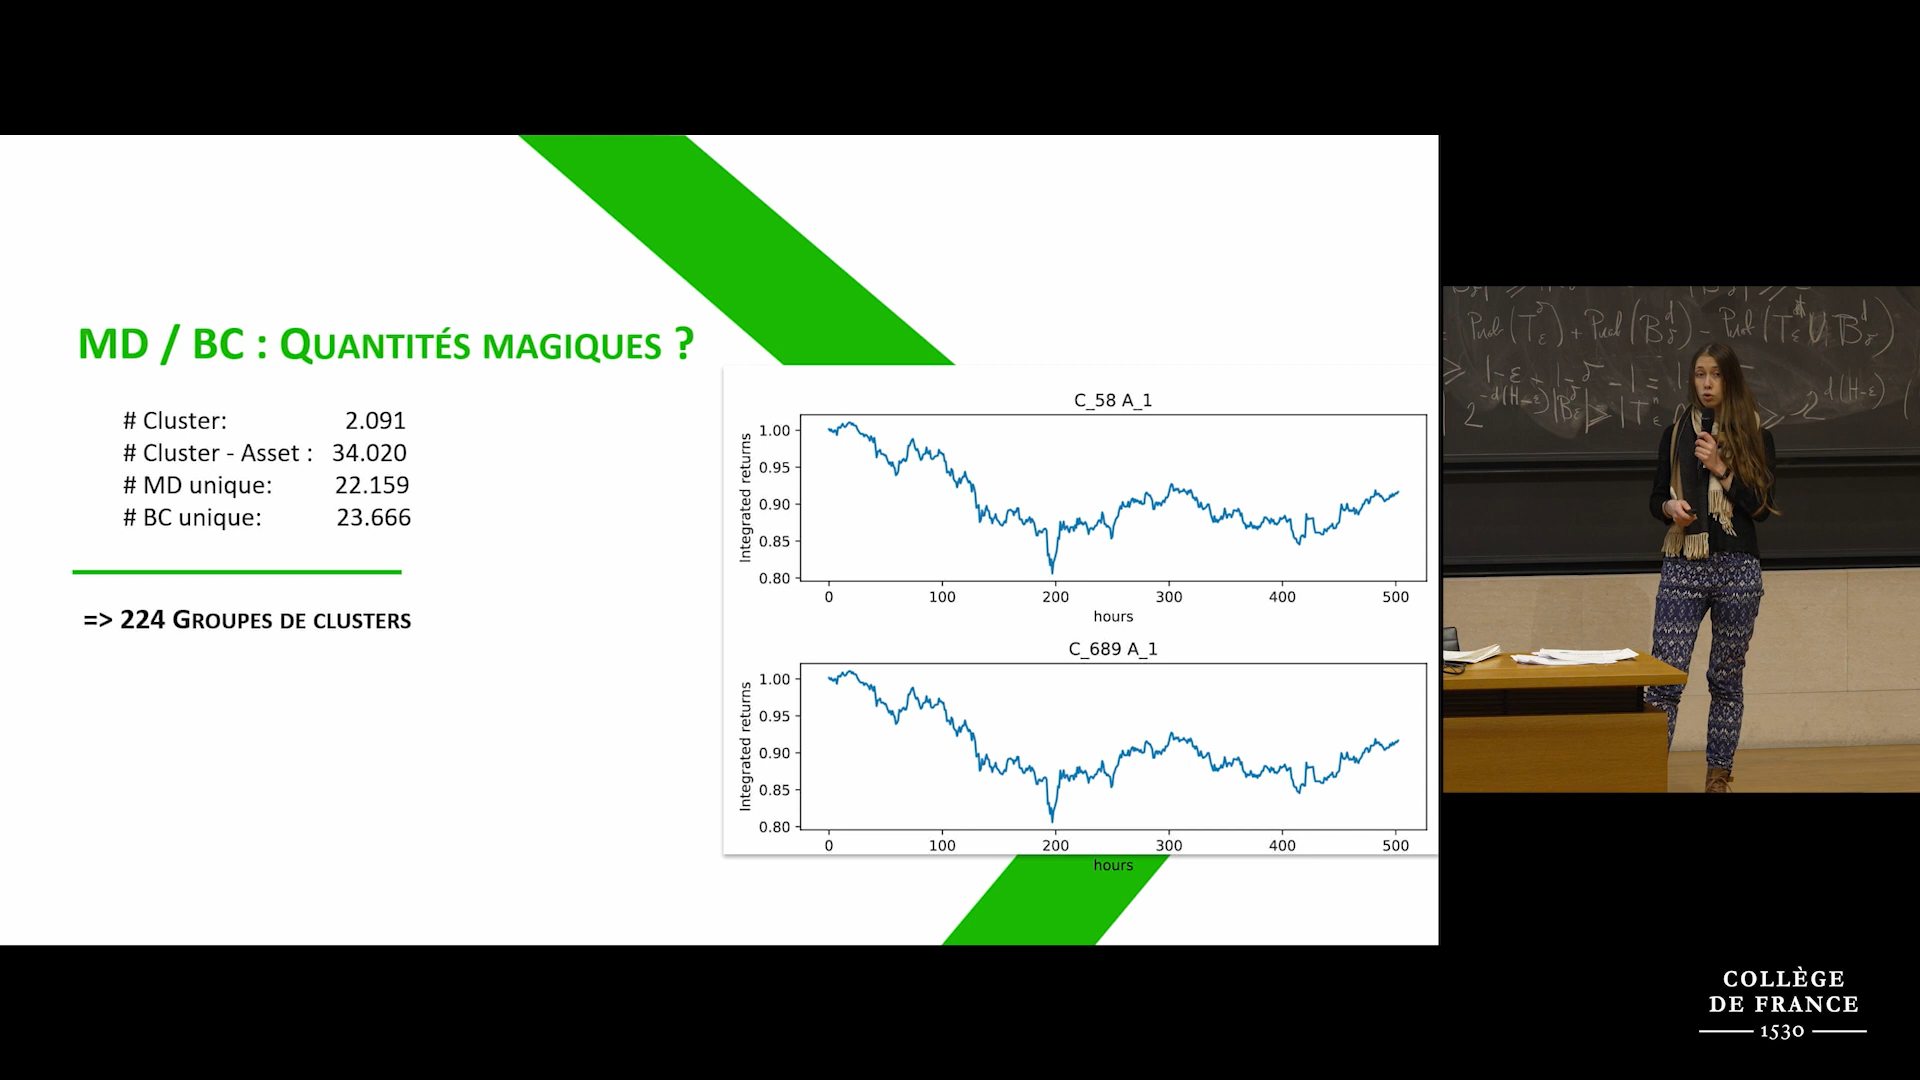 MD / BC : QUANTITÉS MAGIQUES ?
# Cluster: 2.091
# Cluster - Asset : 34.020
# MD unique: 22.159
# BC unique: 23.666
=> 224 GROUPES DE CLUSTERS
C_58 A_1
Integrated returns
1.00
0.95
0.90
0.85
0.80
0 100 200 300 400 500
hours
C_689 A_1
Integrated returns
1.00
0.95
0.90
0.85
0.80
0 100 200 300 400 500
hours
COLLÈGE
DE FRANCE
1530